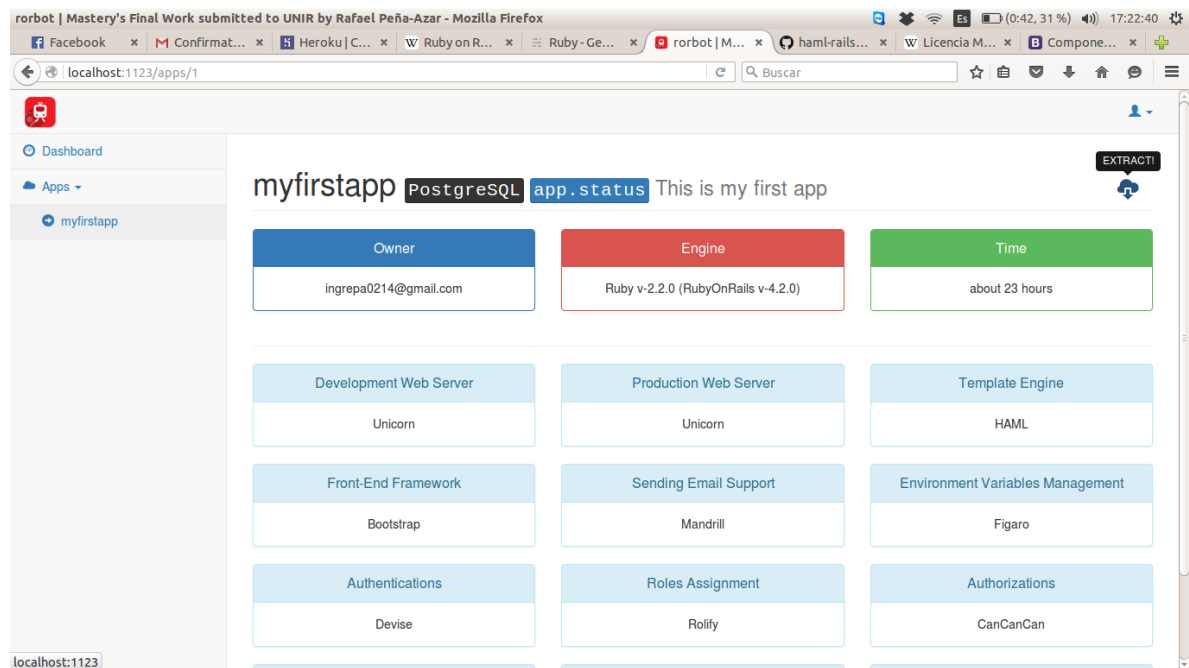 rorbot | Mastery's Final Work submitted to UNIR by Rafael Peña-Azar - Mozilla Firefox Es (0:42, 31 %) 17:22:40
Facebook × M Confirmat... × Heroku | C... × W Ruby on R... × Ruby - Ge... × rorbot | M... × haml-rails... × W Licencia M... × B Compone... ×
localhost:1123/apps/1 Buscar
Dashboard
Apps
myfirstapp
EXTRACT!
myfirstapp PostgreSQL app.status This is my first app
Owner Engine Time
ingrepa0214@gmail.com Ruby v-2.2.0 (RubyOnRails v-4.2.0) about 23 hours
Development Web Server Production Web Server Template Engine
Unicorn Unicorn HAML
Front-End Framework Sending Email Support Environment Variables Management
Bootstrap Mandrill Figaro
Authentications Roles Assignment Authorizations
Devise Rolify CanCanCan
localhost:1123